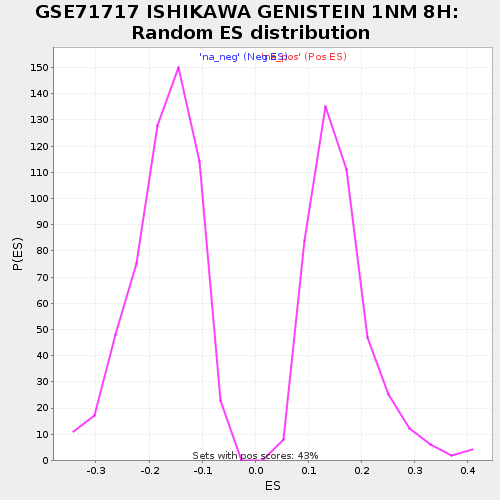 GSE71717 ISHIKAWA GENISTEIN 1NM 8H:
Random ES distribution
'na_neg' (Neg ES) 'na_pos' (Pos ES)
150
140
130
120
110
100
90
80
70
60
50
40
30
20
10
0
P(ES)
Sets with pos scores: 43%
-0.3 -0.2 -0.1 0.0 0.1 0.2 0.3 0.4
ES